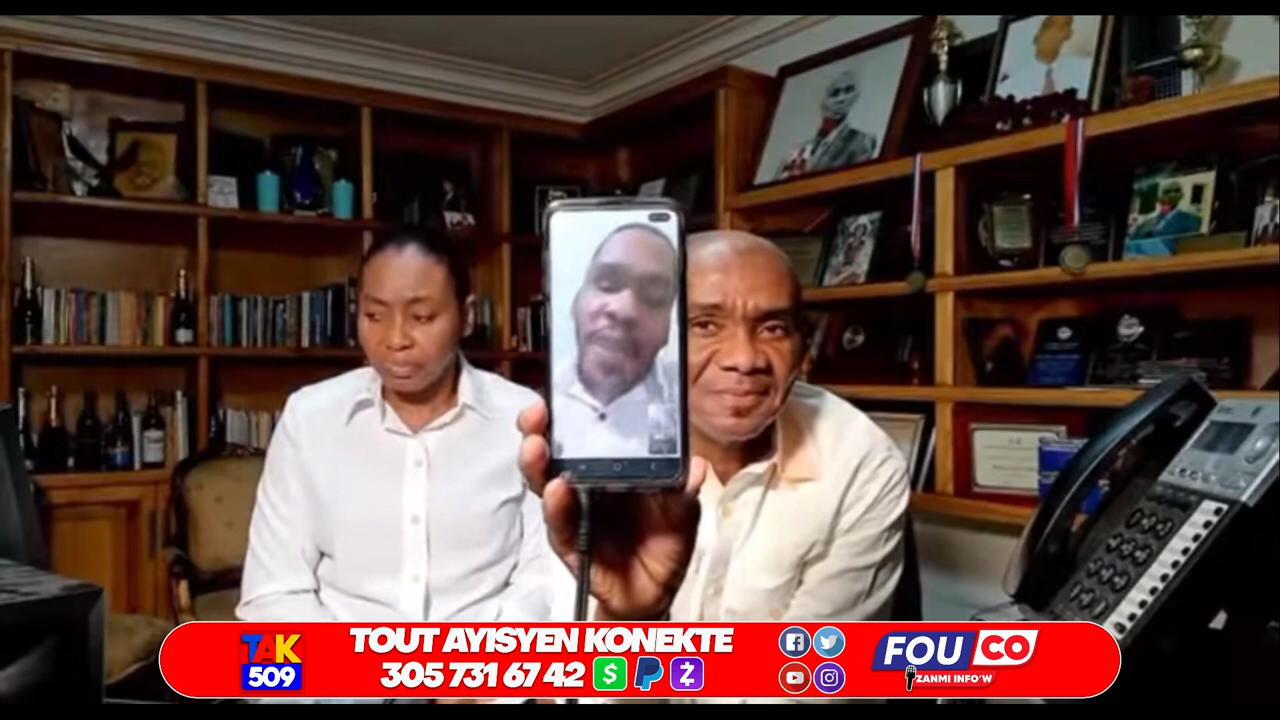 TAK
509
TOUT AYISYEN KONEKTE
305 731 67 42
FOU CO
ZANMI INFO'W